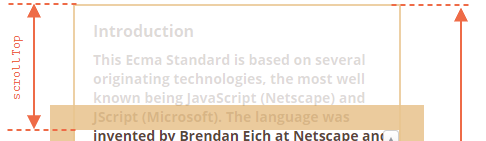 scrollTop
Introduction
This Ecma Standard is based on several
originating technologies, the most well
known being JavaScript (Netscape) and
JScript (Microsoft). The language was
invented by Brendan Eich at Netscape and